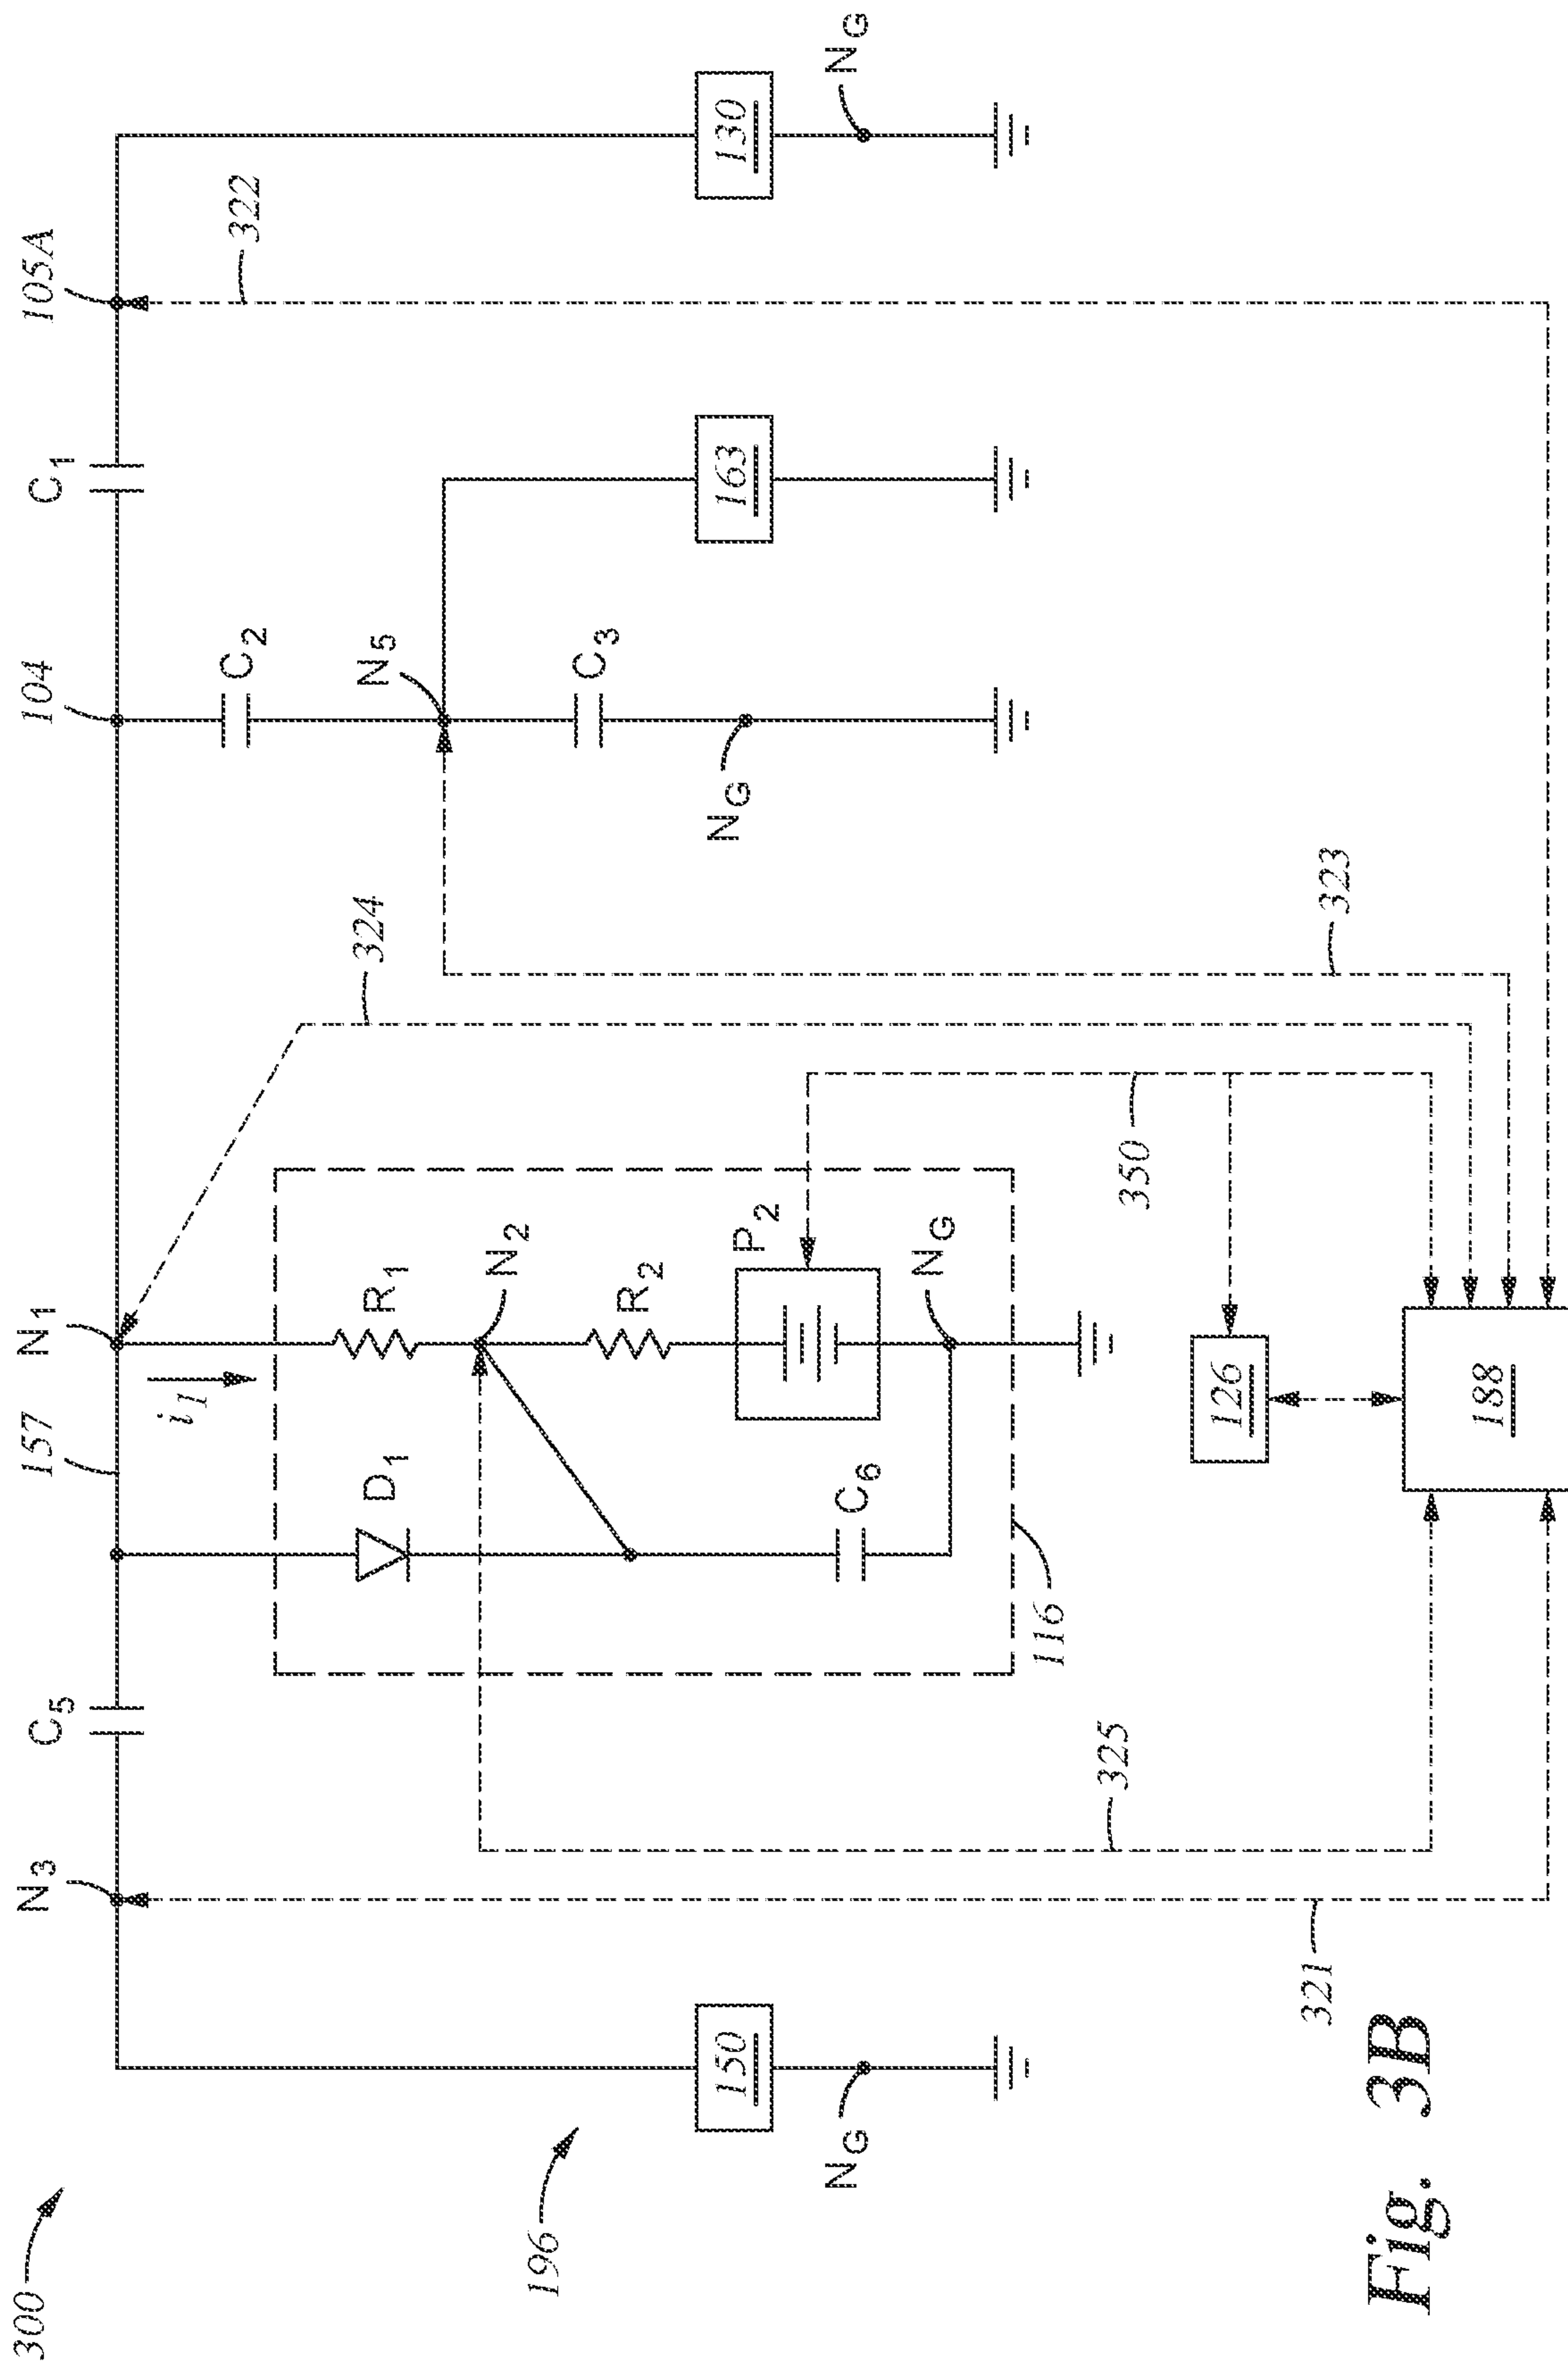 300
N3
C5
157
N1
104
C1
105A
i1
322
D1
R1
324
C2
N2
N5
196
R2
C3
150
P2
163
130
C6
NG
NG
NG
NG
116
325
350
323
126
321
188
Fig. 3B